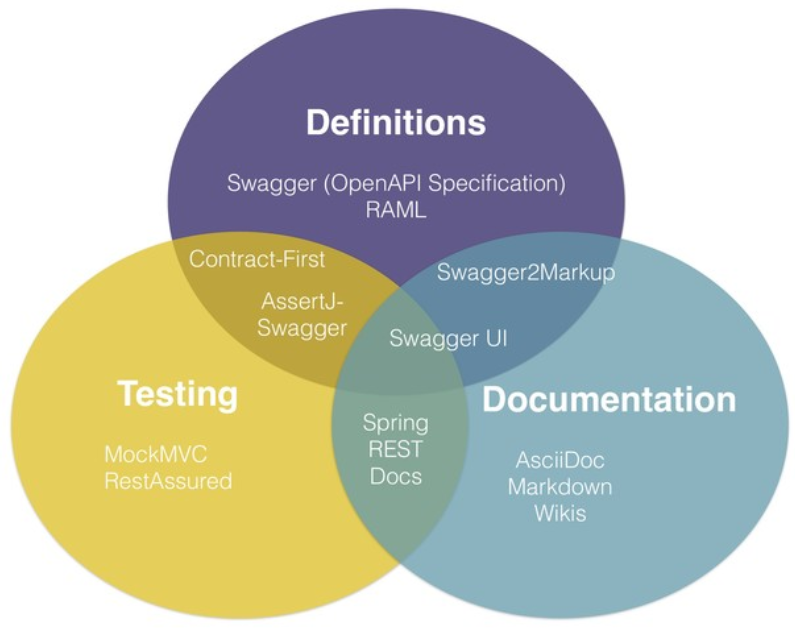 Definitions
Swagger (OpenAPI Specification)
RAML
Contract-First
Swagger2Markup
AssertJ-
Swagger
Swagger UI
Testing
Documentation
MockMVC
RestAssured
Spring
REST
Docs
AsciiDoc
Markdown
Wikis